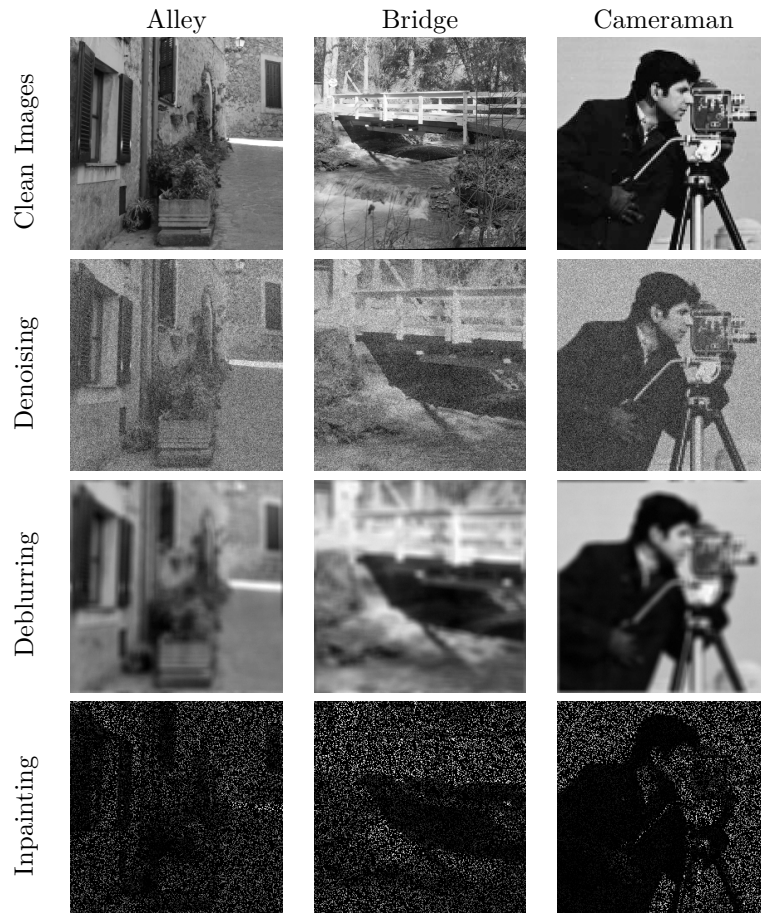 Alley
Bridge
Cameraman
Clean Images
Denoising
Deblurring
Inpainting